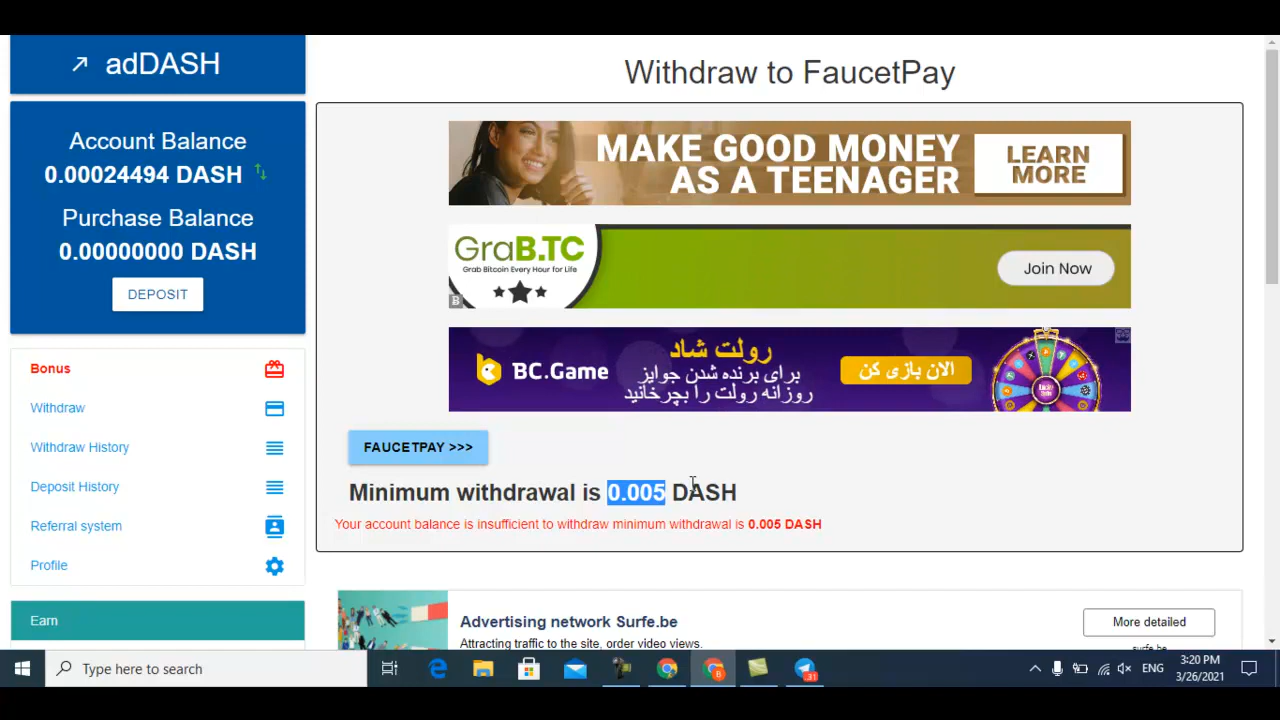 adDASH
Account Balance
0.00024494 DASH
Purchase Balance
0.00000000 DASH
DEPOSIT
Bonus
Withdraw
Withdraw History
Deposit History
Referral system
Profile
Earn
Withdraw to FaucetPay
MAKE GOOD MONEY
AS A TEENAGER
LEARN
MORE
GraB.TC
Grab Bitcoin Every Hour for Life
Join Now
BC.Game
رولت شاد
برای برنده شدن جوایز
روزانه رولت را بچرخانید
الان بازی کن
FAUCETPAY >>>
Minimum withdrawal is 0.005 DASH
Your account balance is insufficient to withdraw minimum withdrawal is 0.005 DASH
Advertising network Surfe.be
Attracting traffic to the site, order video views.
More detailed
surfe.be
Type here to search
31
ENG
3:20 PM
3/26/2021